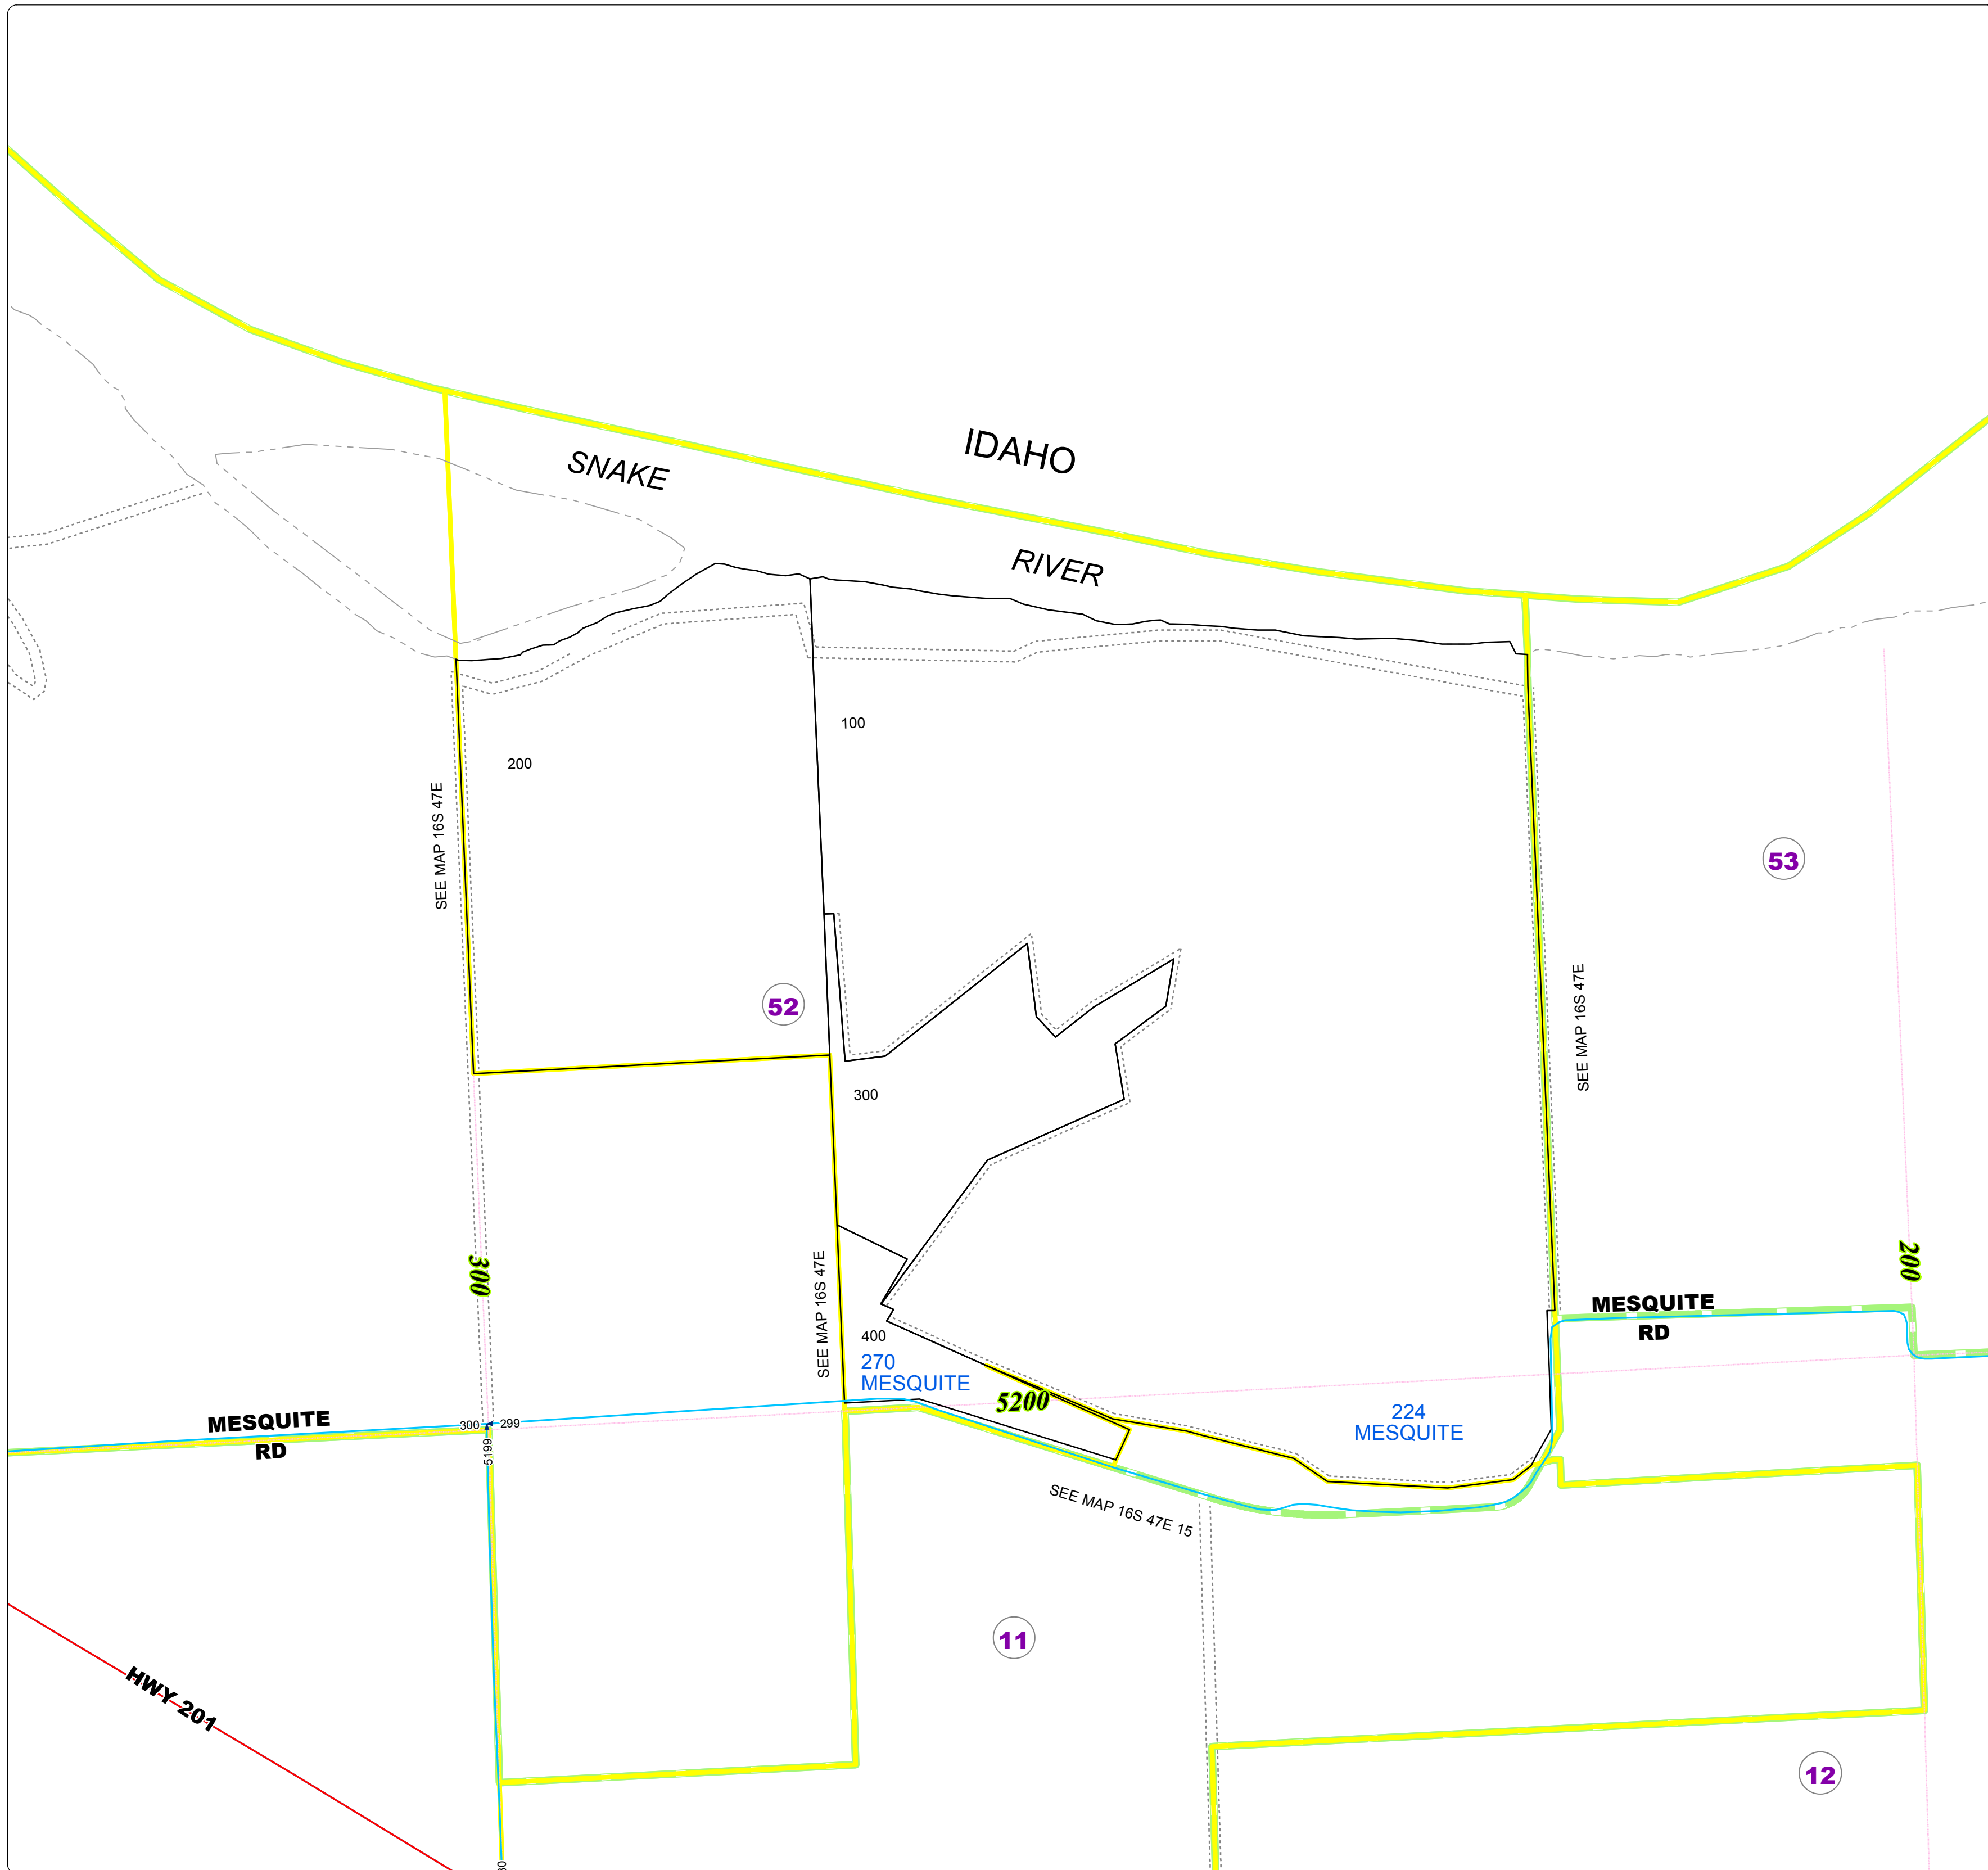 IDAHO
SNAKE
RIVER
100
200
SEE MAP 16S 47E
53
52
SEE MAP 16S 47E
300
300
200
SEE MAP 16S 47E
MESQUITE
RD
400
270
MESQUITE
5200
224
MESQUITE
MESQUITE
RD
300
299
5199
SEE MAP 16S 47E 15
11
HWY 201
12